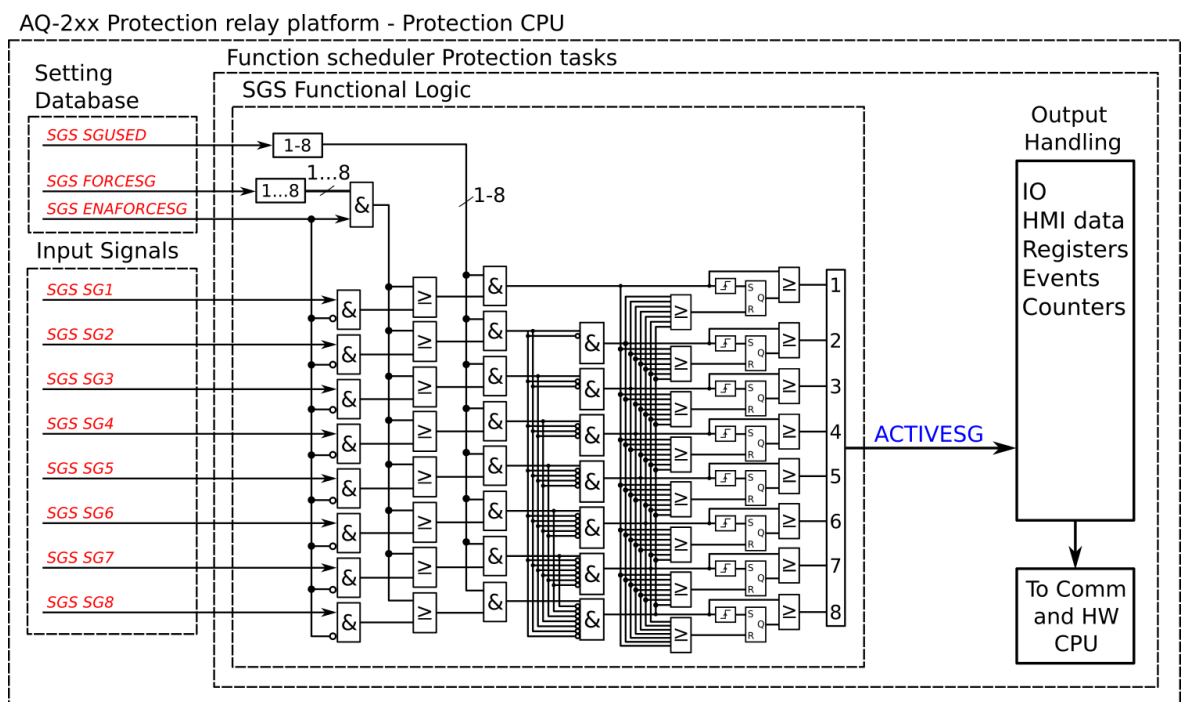 AQ-2xx Protection relay platform - Protection CPU
Function scheduler Protection tasks
Setting
Database
SGS Functional Logic
SGS SGUSED
1-8
SGS FORCESG
1...8
1...8
&
1-8
SGS ENAFORCESG
Output
Handling
IO
HMI data
Registers
Events
Counters
Input Signals
SGS SG1
& ≥ & ≥ S Q R ≥ 1
SGS SG2
& ≥ & & ≥ S Q R ≥ 2
SGS SG3
& ≥ & & ≥ S Q R ≥ 3
SGS SG4
& ≥ & & ≥ S Q R ≥ 4
ACTIVESG
SGS SG5
& ≥ & & ≥ S Q R ≥ 5
SGS SG6
& ≥ & & ≥ S Q R ≥ 6
SGS SG7
& ≥ & & ≥ S Q R ≥ 7
SGS SG8
& ≥ & & ≥ S Q R ≥ 8
To Comm
and HW
CPU